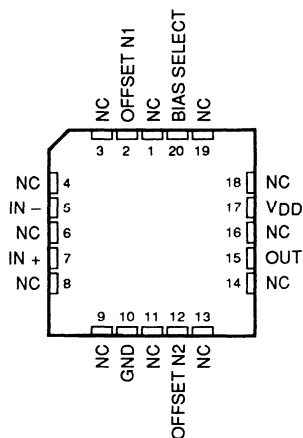 NC
OFFSET N1
NC
BIAS SELECT
NC
3 2 1 20 19
NC 4
IN – 5
NC 6
IN + 7
NC 8
18 NC
17 VDD
16 NC
15 OUT
14 NC
9 10 11 12 13
NC
GND
NC
OFFSET N2
NC